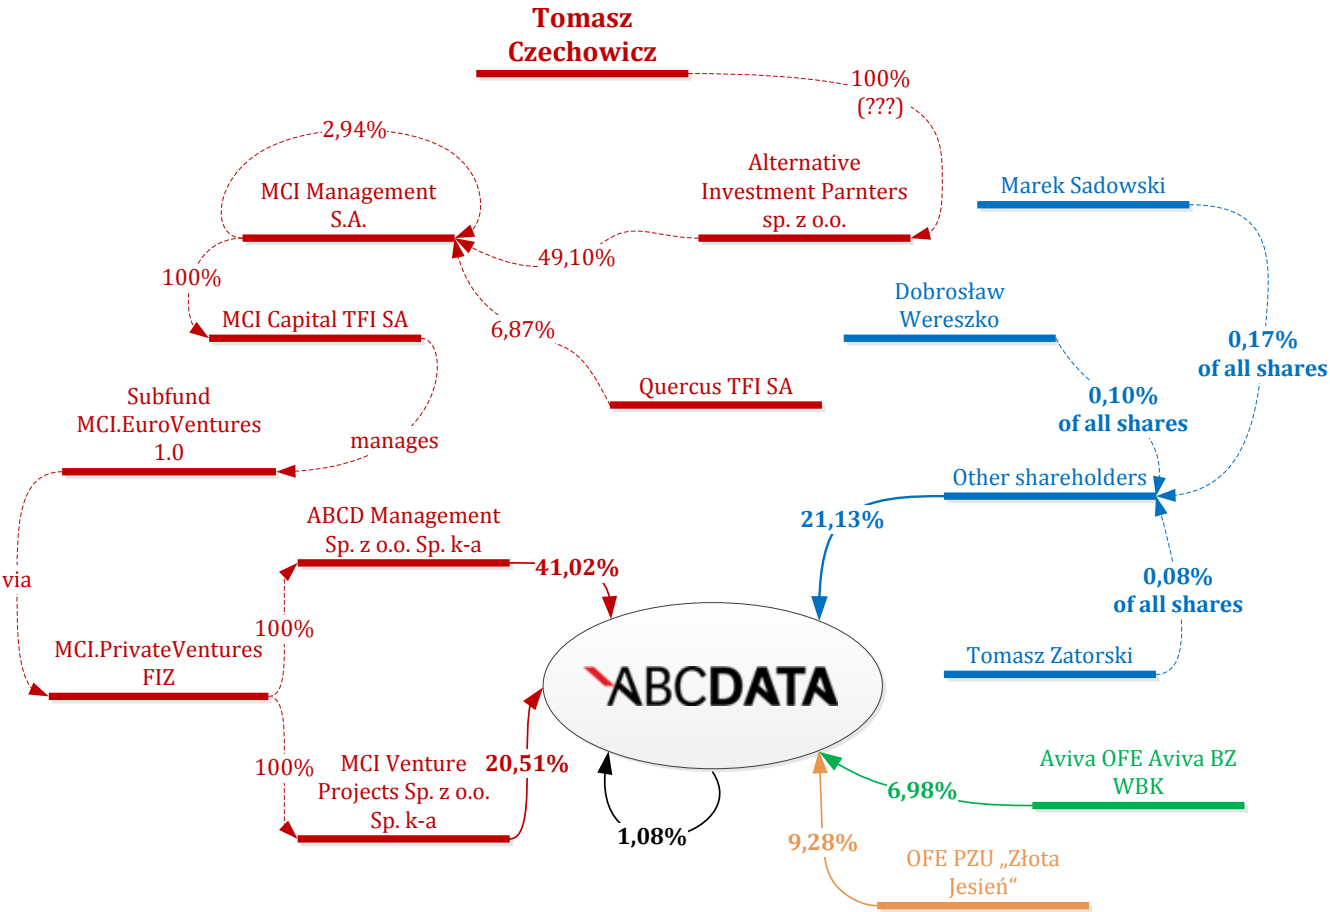 Tomasz
Czechowicz
100%
(???)
2,94%
MCI Management
S.A.
Alternative
Investment Parnters
sp. z o.o.
Marek Sadowski
49,10%
100%
MCI Capital TFI SA
6,87%
Dobrosław
Wereszko
0,17%
of all shares
Quercus TFI SA
0,10%
of all shares
Subfund
MCI.EuroVentures
1.0
manages
Other shareholders
21,13%
ABCD Management
Sp. z o.o. Sp. k-a
41,02%
via
0,08%
of all shares
100%
MCI.PrivateVentures
FIZ
Tomasz Zatorski
ABCDATA
100%
MCI Venture
Projects Sp. z o.o.
Sp. k-a
20,51%
Aviva OFE Aviva BZ
WBK
6,98%
1,08%
9,28%
OFE PZU „Złota
Jesień“